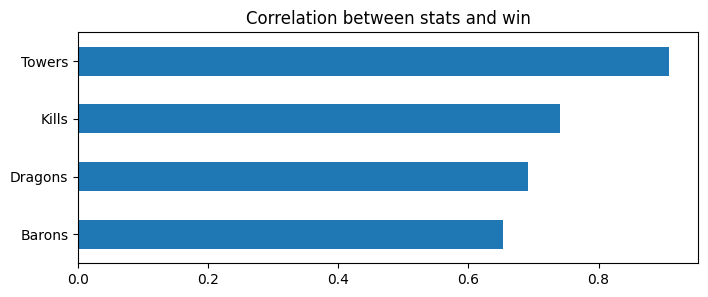 Correlation between stats and win
Towers
Kills
Dragons
Barons
0.0 0.2 0.4 0.6 0.8